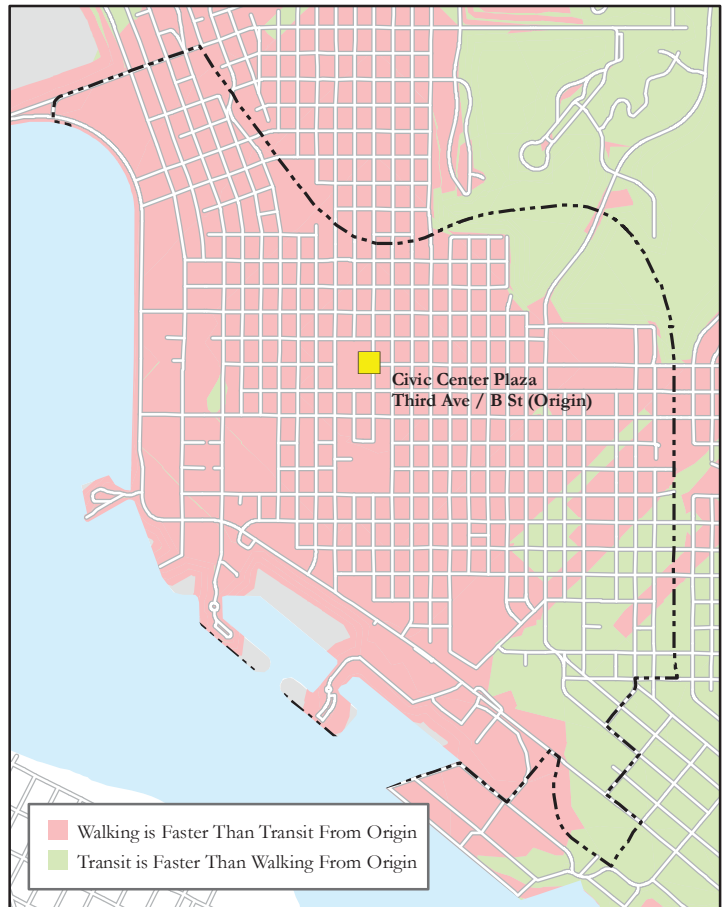 Civic Center Plaza
Third Ave / B St (Origin)
Walking is Faster Than Transit From Origin
Transit is Faster Than Walking From Origin